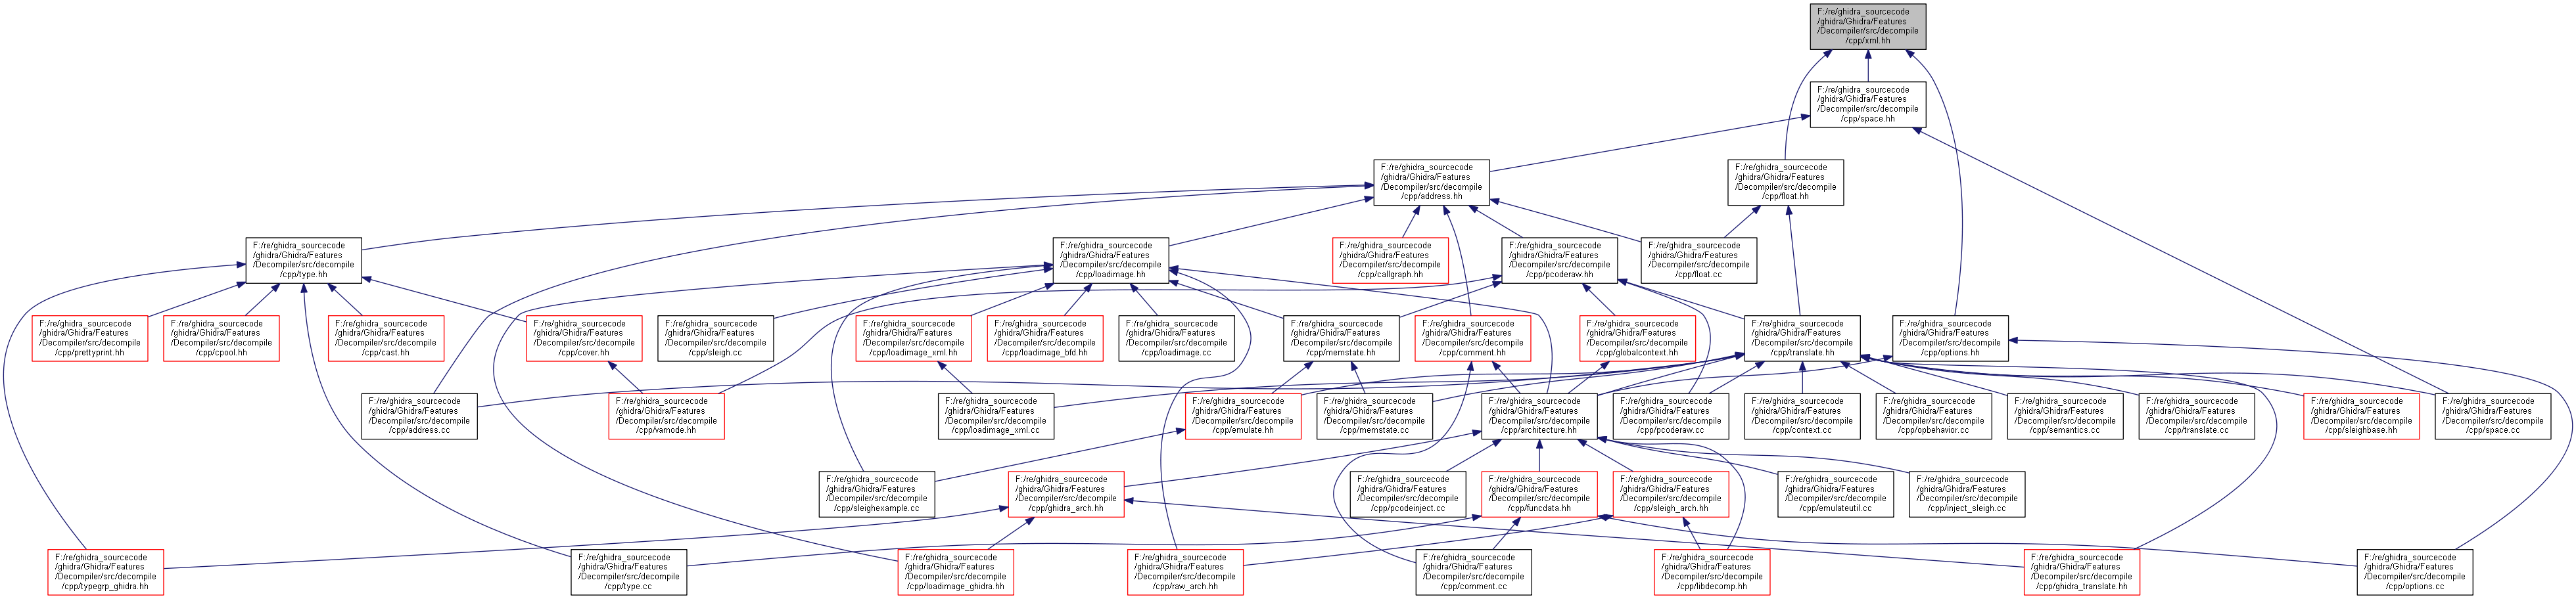 F:/re/ghidra_sourcecode
/ghidra/Ghidra/Features
/Decompiler/src/decompile
/cpp/xml.hh
F:/re/ghidra_sourcecode
/ghidra/Ghidra/Features
/Decompiler/src/decompile
/cpp/space.hh
F:/re/ghidra_sourcecode
/ghidra/Ghidra/Features
/Decompiler/src/decompile
/cpp/address.hh
F:/re/ghidra_sourcecode
/ghidra/Ghidra/Features
/Decompiler/src/decompile
/cpp/float.hh
F:/re/ghidra_sourcecode
/ghidra/Ghidra/Features
/Decompiler/src/decompile
/cpp/type.hh
F:/re/ghidra_sourcecode
/ghidra/Ghidra/Features
/Decompiler/src/decompile
/cpp/loadimage.hh
F:/re/ghidra_sourcecode
/ghidra/Ghidra/Features
/Decompiler/src/decompile
/cpp/callgraph.hh
F:/re/ghidra_sourcecode
/ghidra/Ghidra/Features
/Decompiler/src/decompile
/cpp/pcoderaw.hh
F:/re/ghidra_sourcecode
/ghidra/Ghidra/Features
/Decompiler/src/decompile
/cpp/float.cc
F:/re/ghidra_sourcecode
/ghidra/Ghidra/Features
/Decompiler/src/decompile
/cpp/prettyprint.hh
F:/re/ghidra_sourcecode
/ghidra/Ghidra/Features
/Decompiler/src/decompile
/cpp/cpool.hh
F:/re/ghidra_sourcecode
/ghidra/Ghidra/Features
/Decompiler/src/decompile
/cpp/cast.hh
F:/re/ghidra_sourcecode
/ghidra/Ghidra/Features
/Decompiler/src/decompile
/cpp/cover.hh
F:/re/ghidra_sourcecode
/ghidra/Ghidra/Features
/Decompiler/src/decompile
/cpp/sleigh.cc
F:/re/ghidra_sourcecode
/ghidra/Ghidra/Features
/Decompiler/src/decompile
/cpp/loadimage_xml.hh
F:/re/ghidra_sourcecode
/ghidra/Ghidra/Features
/Decompiler/src/decompile
/cpp/loadimage_bfd.hh
F:/re/ghidra_sourcecode
/ghidra/Ghidra/Features
/Decompiler/src/decompile
/cpp/loadimage.cc
F:/re/ghidra_sourcecode
/ghidra/Ghidra/Features
/Decompiler/src/decompile
/cpp/memstate.hh
F:/re/ghidra_sourcecode
/ghidra/Ghidra/Features
/Decompiler/src/decompile
/cpp/comment.hh
F:/re/ghidra_sourcecode
/ghidra/Ghidra/Features
/Decompiler/src/decompile
/cpp/globalcontext.hh
F:/re/ghidra_sourcecode
/ghidra/Ghidra/Features
/Decompiler/src/decompile
/cpp/translate.hh
F:/re/ghidra_sourcecode
/ghidra/Ghidra/Features
/Decompiler/src/decompile
/cpp/options.hh
F:/re/ghidra_sourcecode
/ghidra/Ghidra/Features
/Decompiler/src/decompile
/cpp/address.cc
F:/re/ghidra_sourcecode
/ghidra/Ghidra/Features
/Decompiler/src/decompile
/cpp/varnode.hh
F:/re/ghidra_sourcecode
/ghidra/Ghidra/Features
/Decompiler/src/decompile
/cpp/loadimage_xml.cc
F:/re/ghidra_sourcecode
/ghidra/Ghidra/Features
/Decompiler/src/decompile
/cpp/emulate.hh
F:/re/ghidra_sourcecode
/ghidra/Ghidra/Features
/Decompiler/src/decompile
/cpp/memstate.cc
F:/re/ghidra_sourcecode
/ghidra/Ghidra/Features
/Decompiler/src/decompile
/cpp/architecture.hh
F:/re/ghidra_sourcecode
/ghidra/Ghidra/Features
/Decompiler/src/decompile
/cpp/pcoderaw.cc
F:/re/ghidra_sourcecode
/ghidra/Ghidra/Features
/Decompiler/src/decompile
/cpp/context.cc
F:/re/ghidra_sourcecode
/ghidra/Ghidra/Features
/Decompiler/src/decompile
/cpp/opbehavior.cc
F:/re/ghidra_sourcecode
/ghidra/Ghidra/Features
/Decompiler/src/decompile
/cpp/semantics.cc
F:/re/ghidra_sourcecode
/ghidra/Ghidra/Features
/Decompiler/src/decompile
/cpp/translate.cc
F:/re/ghidra_sourcecode
/ghidra/Ghidra/Features
/Decompiler/src/decompile
/cpp/sleighbase.hh
F:/re/ghidra_sourcecode
/ghidra/Ghidra/Features
/Decompiler/src/decompile
/cpp/space.cc
F:/re/ghidra_sourcecode
/ghidra/Ghidra/Features
/Decompiler/src/decompile
/cpp/sleighexample.cc
F:/re/ghidra_sourcecode
/ghidra/Ghidra/Features
/Decompiler/src/decompile
/cpp/ghidra_arch.hh
F:/re/ghidra_sourcecode
/ghidra/Ghidra/Features
/Decompiler/src/decompile
/cpp/pcodeinject.cc
F:/re/ghidra_sourcecode
/ghidra/Ghidra/Features
/Decompiler/src/decompile
/cpp/funcdata.hh
F:/re/ghidra_sourcecode
/ghidra/Ghidra/Features
/Decompiler/src/decompile
/cpp/sleigh_arch.hh
F:/re/ghidra_sourcecode
/ghidra/Ghidra/Features
/Decompiler/src/decompile
/cpp/emulateutil.cc
F:/re/ghidra_sourcecode
/ghidra/Ghidra/Features
/Decompiler/src/decompile
/cpp/inject_sleigh.cc
F:/re/ghidra_sourcecode
/ghidra/Ghidra/Features
/Decompiler/src/decompile
/cpp/typegrp_ghidra.hh
F:/re/ghidra_sourcecode
/ghidra/Ghidra/Features
/Decompiler/src/decompile
/cpp/type.cc
F:/re/ghidra_sourcecode
/ghidra/Ghidra/Features
/Decompiler/src/decompile
/cpp/loadimage_ghidra.hh
F:/re/ghidra_sourcecode
/ghidra/Ghidra/Features
/Decompiler/src/decompile
/cpp/raw_arch.hh
F:/re/ghidra_sourcecode
/ghidra/Ghidra/Features
/Decompiler/src/decompile
/cpp/comment.cc
F:/re/ghidra_sourcecode
/ghidra/Ghidra/Features
/Decompiler/src/decompile
/cpp/libdecomp.hh
F:/re/ghidra_sourcecode
/ghidra/Ghidra/Features
/Decompiler/src/decompile
/cpp/ghidra_translate.hh
F:/re/ghidra_sourcecode
/ghidra/Ghidra/Features
/Decompiler/src/decompile
/cpp/options.cc